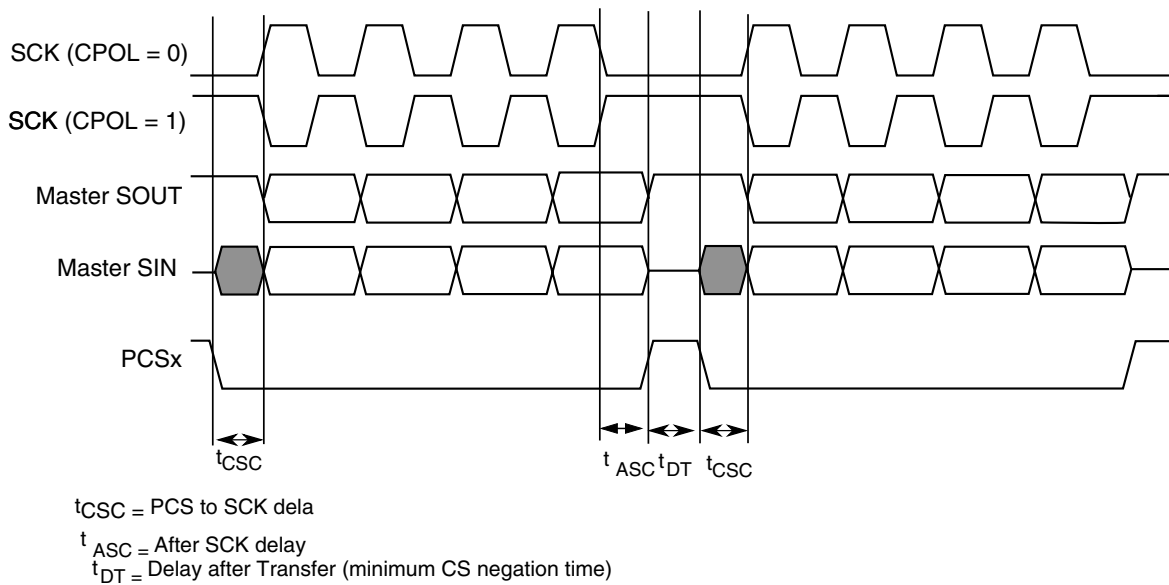 SCK (CPOL = 0)
SCK (CPOL = 1)
Master SOUT
Master SIN
PCSx
tCSC
t ASC
tDT
tCSC
tCSC = PCS to SCK dela
t ASC = After SCK delay
tDT = Delay after Transfer (minimum CS negation time)